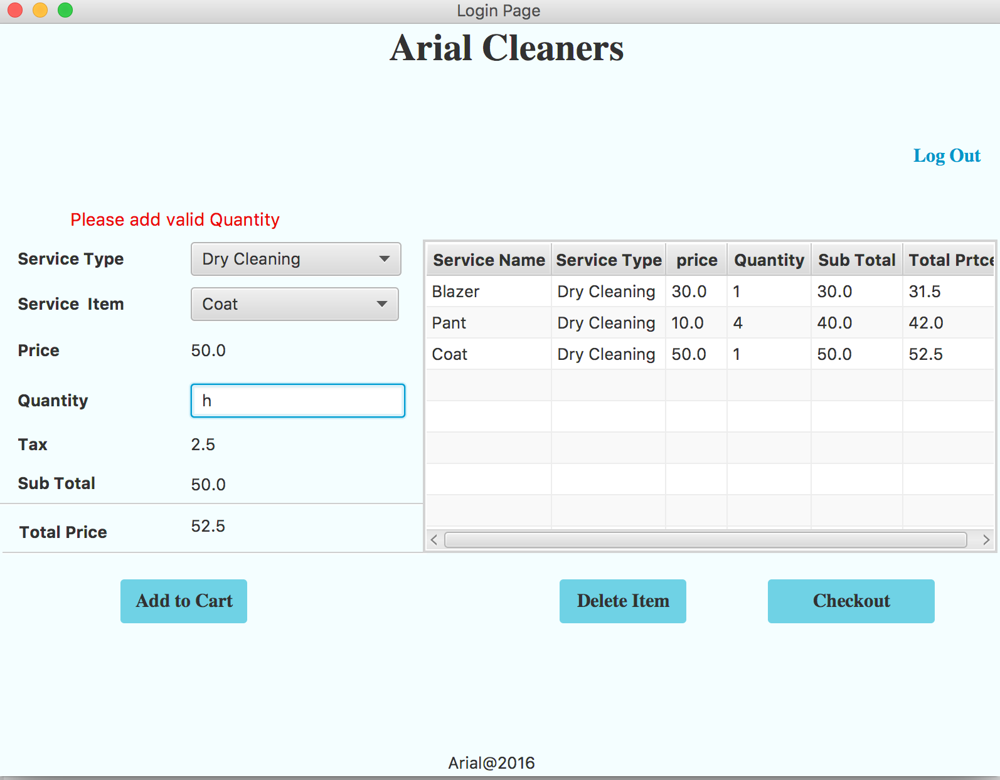 Login Page
Arial Cleaners
Log Out
Please add valid Quantity
Service Type Dry Cleaning
Service Item Coat
Price 50.0
Quantity h
Tax 2.5
Sub Total 50.0
Total Price 52.5
Service Name Service Type price Quantity Sub Total Total Prtce
Blazer Dry Cleaning 30.0 1 30.0 31.5
Pant Dry Cleaning 10.0 4 40.0 42.0
Coat Dry Cleaning 50.0 1 50.0 52.5
Add to Cart Delete Item Checkout
Arial@2016